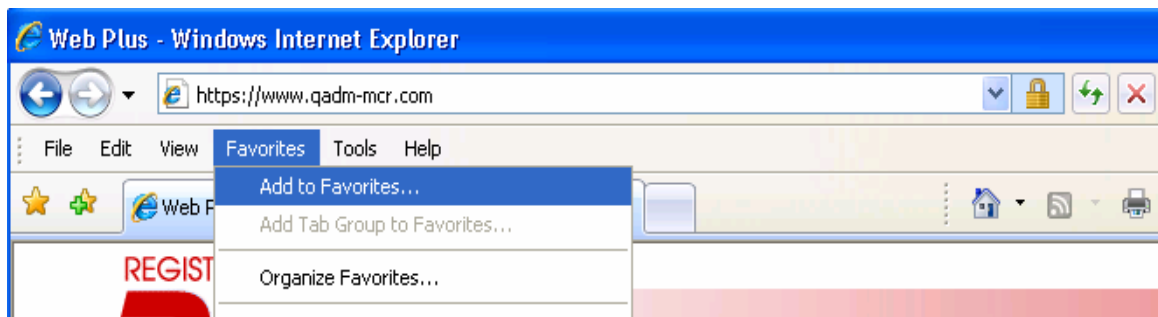 Web Plus - Windows Internet Explorer
https://www.qadm-mcr.com
File Edit View Favorites Tools Help
Add to Favorites...
Web P
Add Tab Group to Favorites...
REGIST
Organize Favorites...